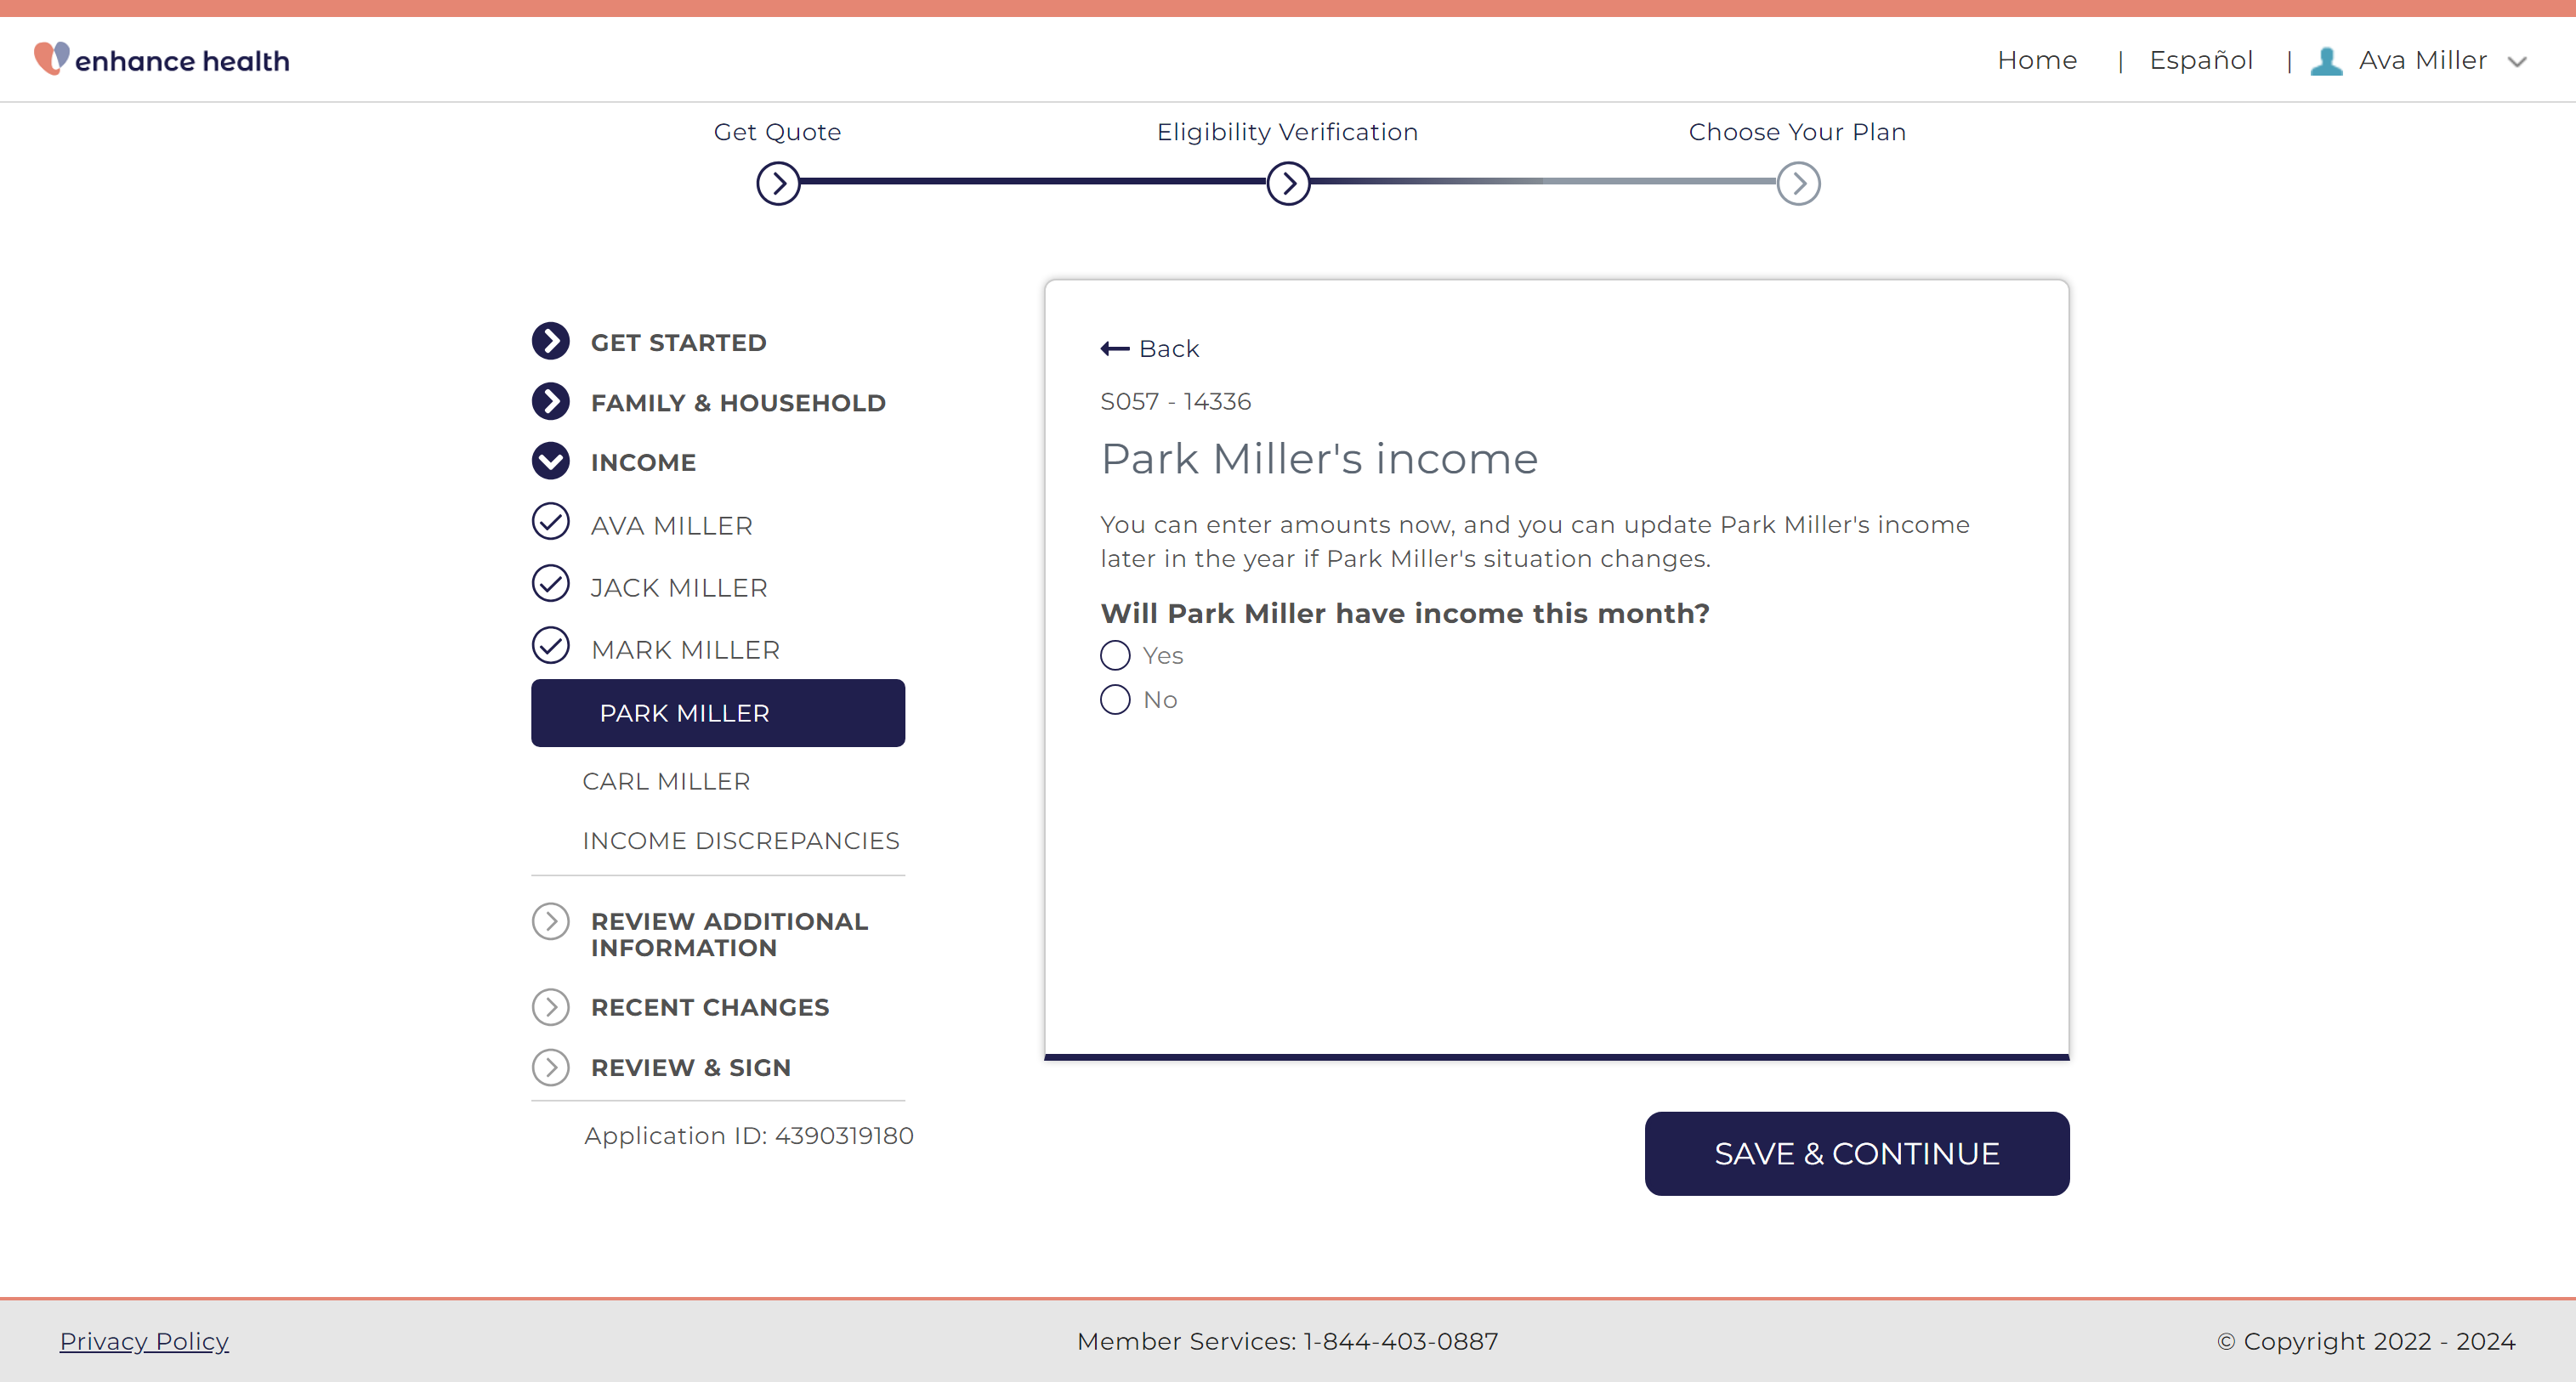 enhance health
Home | Español | Ava Miller
Get Quote
Eligibility Verification
Choose Your Plan
GET STARTED
FAMILY & HOUSEHOLD
INCOME
AVA MILLER
JACK MILLER
MARK MILLER
PARK MILLER
CARL MILLER
INCOME DISCREPANCIES
REVIEW ADDITIONAL
INFORMATION
RECENT CHANGES
REVIEW & SIGN
Application ID: 4390319180
Back
S057 - 14336
Park Miller's income
You can enter amounts now, and you can update Park Miller's income
later in the year if Park Miller's situation changes.
Will Park Miller have income this month?
Yes
No
SAVE & CONTINUE
Privacy Policy
Member Services: 1-844-403-0887
© Copyright 2022 - 2024